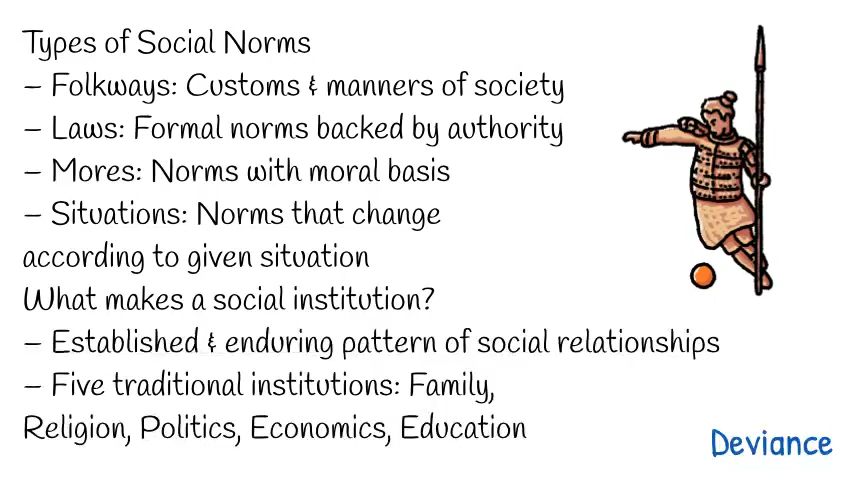 Types of Social Norms
– Folkways: Customs & manners of society
– Laws: Formal norms backed by authority
– Mores: Norms with moral basis
– Situations: Norms that change
according to given situation
What makes a social institution?
– Established & enduring pattern of social relationships
– Five traditional institutions: Family,
Religion, Politics, Economics, Education
Deviance